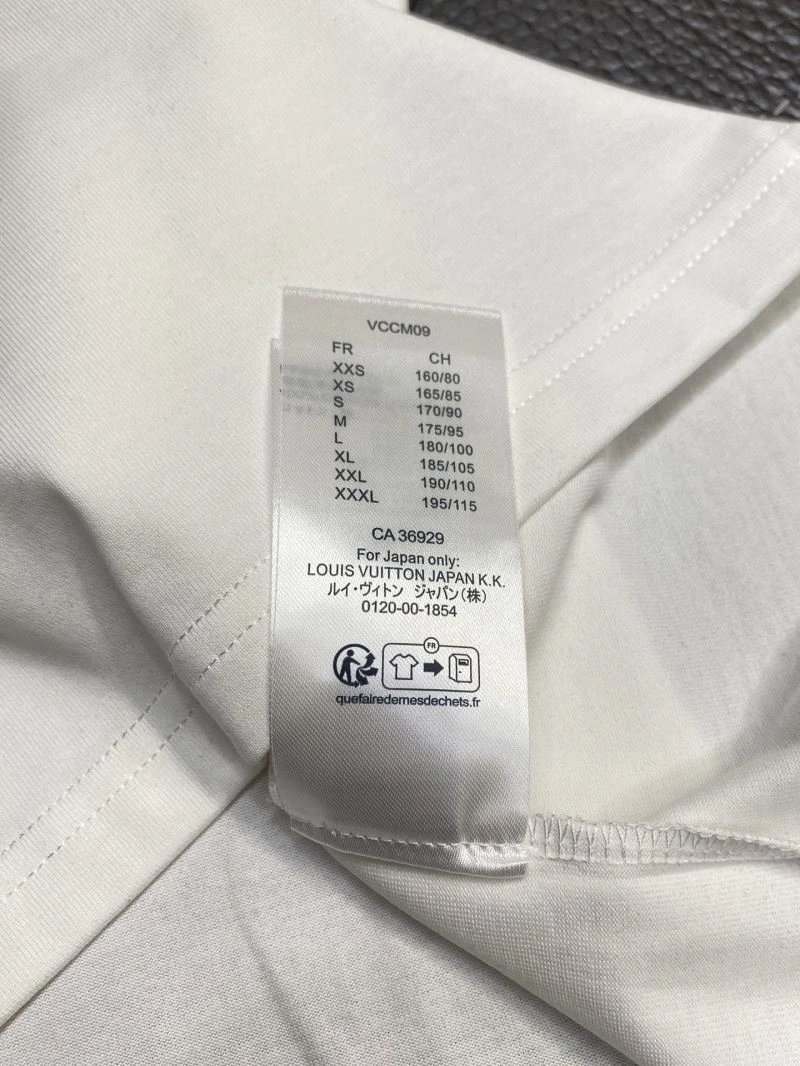 VCCM09
FR CH
XXS 160/80
XS 165/85
S 170/90
M 175/95
L 180/100
XL 185/105
XXL 190/110
XXXL 195/115
CA 36929
For Japan only:
LOUIS VUITTON JAPAN K.K.
ルイ・ヴィトン ジャパン(株)
0120-00-1854
FR
quefairedemesdechets.fr